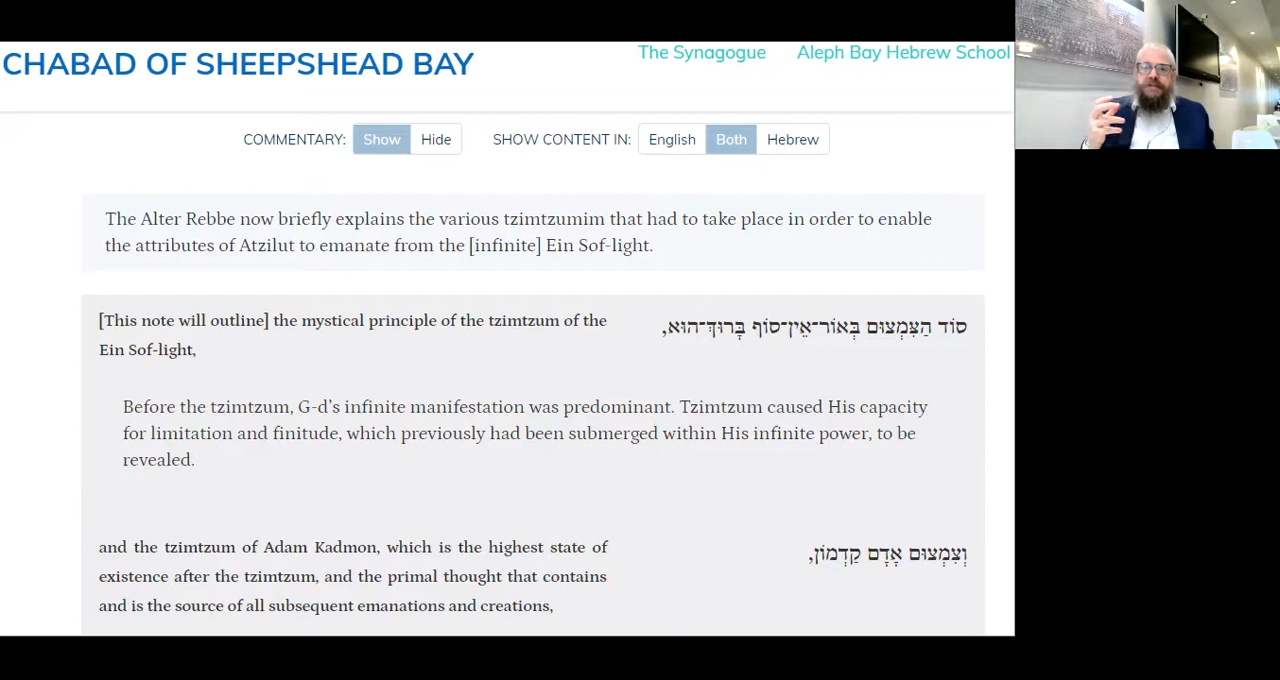 CHABAD OF SHEEPSHEAD BAY
The Synagogue Aleph Bay Hebrew School
COMMENTARY: Show Hide SHOW CONTENT IN: English Both Hebrew
The Alter Rebbe now briefly explains the various tzimtzumim that had to take place in order to enable
the attributes of Atzilut to emanate from the [infinite] Ein Sof-light.
[This note will outline] the mystical principle of the tzimtzum of the
Ein Sof-light,
סוֹד הַצִּמְצוּם בְּאוֹר־אֵין־סוֹף בָּרוּךְ־הוּא,
Before the tzimtzum, G-d’s infinite manifestation was predominant. Tzimtzum caused His capacity
for limitation and finitude, which previously had been submerged within His infinite power, to be
revealed.
and the tzimtzum of Adam Kadmon, which is the highest state of
existence after the tzimtzum, and the primal thought that contains
and is the source of all subsequent emanations and creations,
וְצִמְצוּם אָדָם קַדְמוֹן,